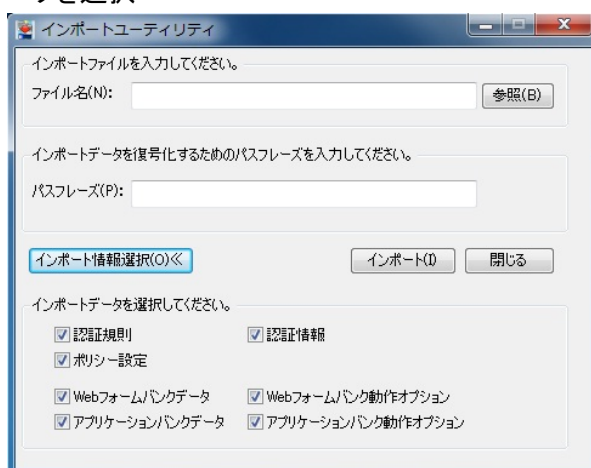 を選択
インポートユーティリティ
インポートファイルを入力してください。
ファイル名(N):
参照(B)
インポートデータを復号化するためのパスフレーズを入力してください。
パスフレーズ(P):
インポート情報選択(O)≪ インポート(I) 閉じる
インポートデータを選択してください。
認証規則 認証情報
ポリシー設定
Webフォームバンクデータ Webフォームバンク動作オプション
アプリケーションバンクデータ アプリケーションバンク動作オプション